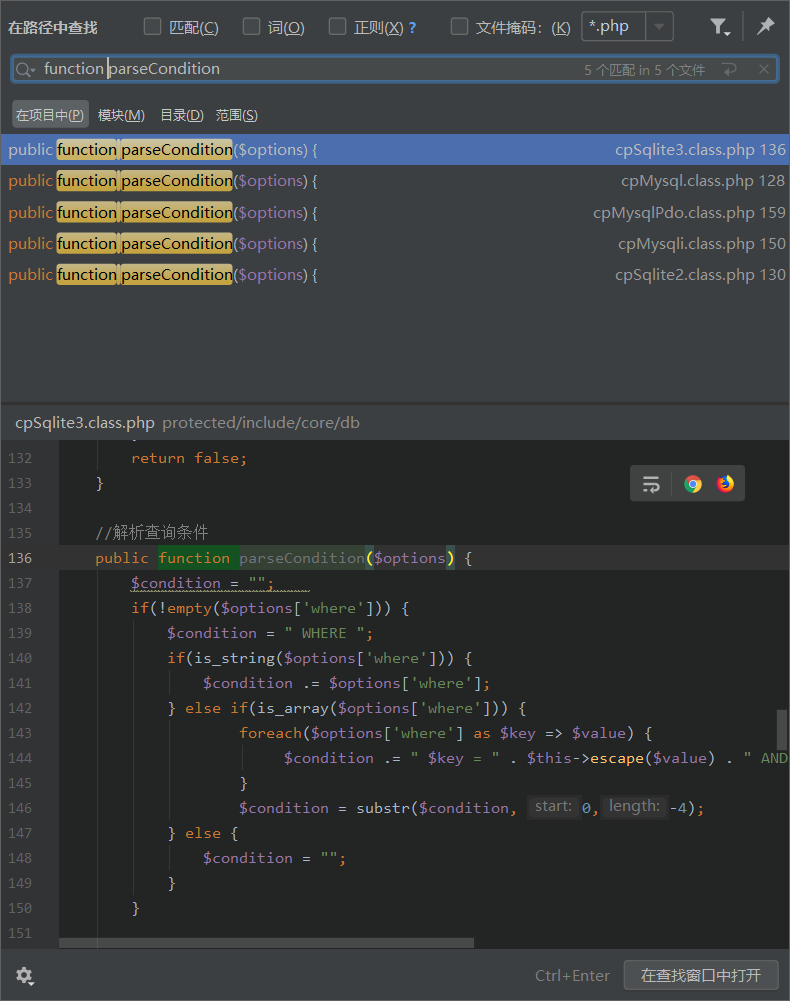 在路径中查找 匹配(C) 词(O) 正则(X) ? 文件掩码: (K) *.php
function parseCondition 5 个匹配 in 5 个文件
在项目中(P) 模块(M) 目录(D) 范围(S)
public function parseCondition($options) { cpSqlite3.class.php 136
public function parseCondition($options) { cpMysql.class.php 128
public function parseCondition($options) { cpMysqlPdo.class.php 159
public function parseCondition($options) { cpMysqli.class.php 150
public function parseCondition($options) { cpSqlite2.class.php 130
cpSqlite3.class.php protected/include/core/db
132 return false;
133 }
134
135 //解析查询条件
136 public function parseCondition($options) {
137 $condition = "";
138 if(!empty($options['where'])) {
139 $condition = " WHERE ";
140 if(is_string($options['where'])) {
141 $condition .= $options['where'];
142 } else if(is_array($options['where'])) {
143 foreach($options['where'] as $key => $value) {
144 $condition .= " $key = " . $this->escape($value) . " AND
145 }
146 $condition = substr($condition, start: 0, length: -4);
147 } else {
148 $condition = "";
149 }
150 }
151
Ctrl+Enter 在查找窗口中打开